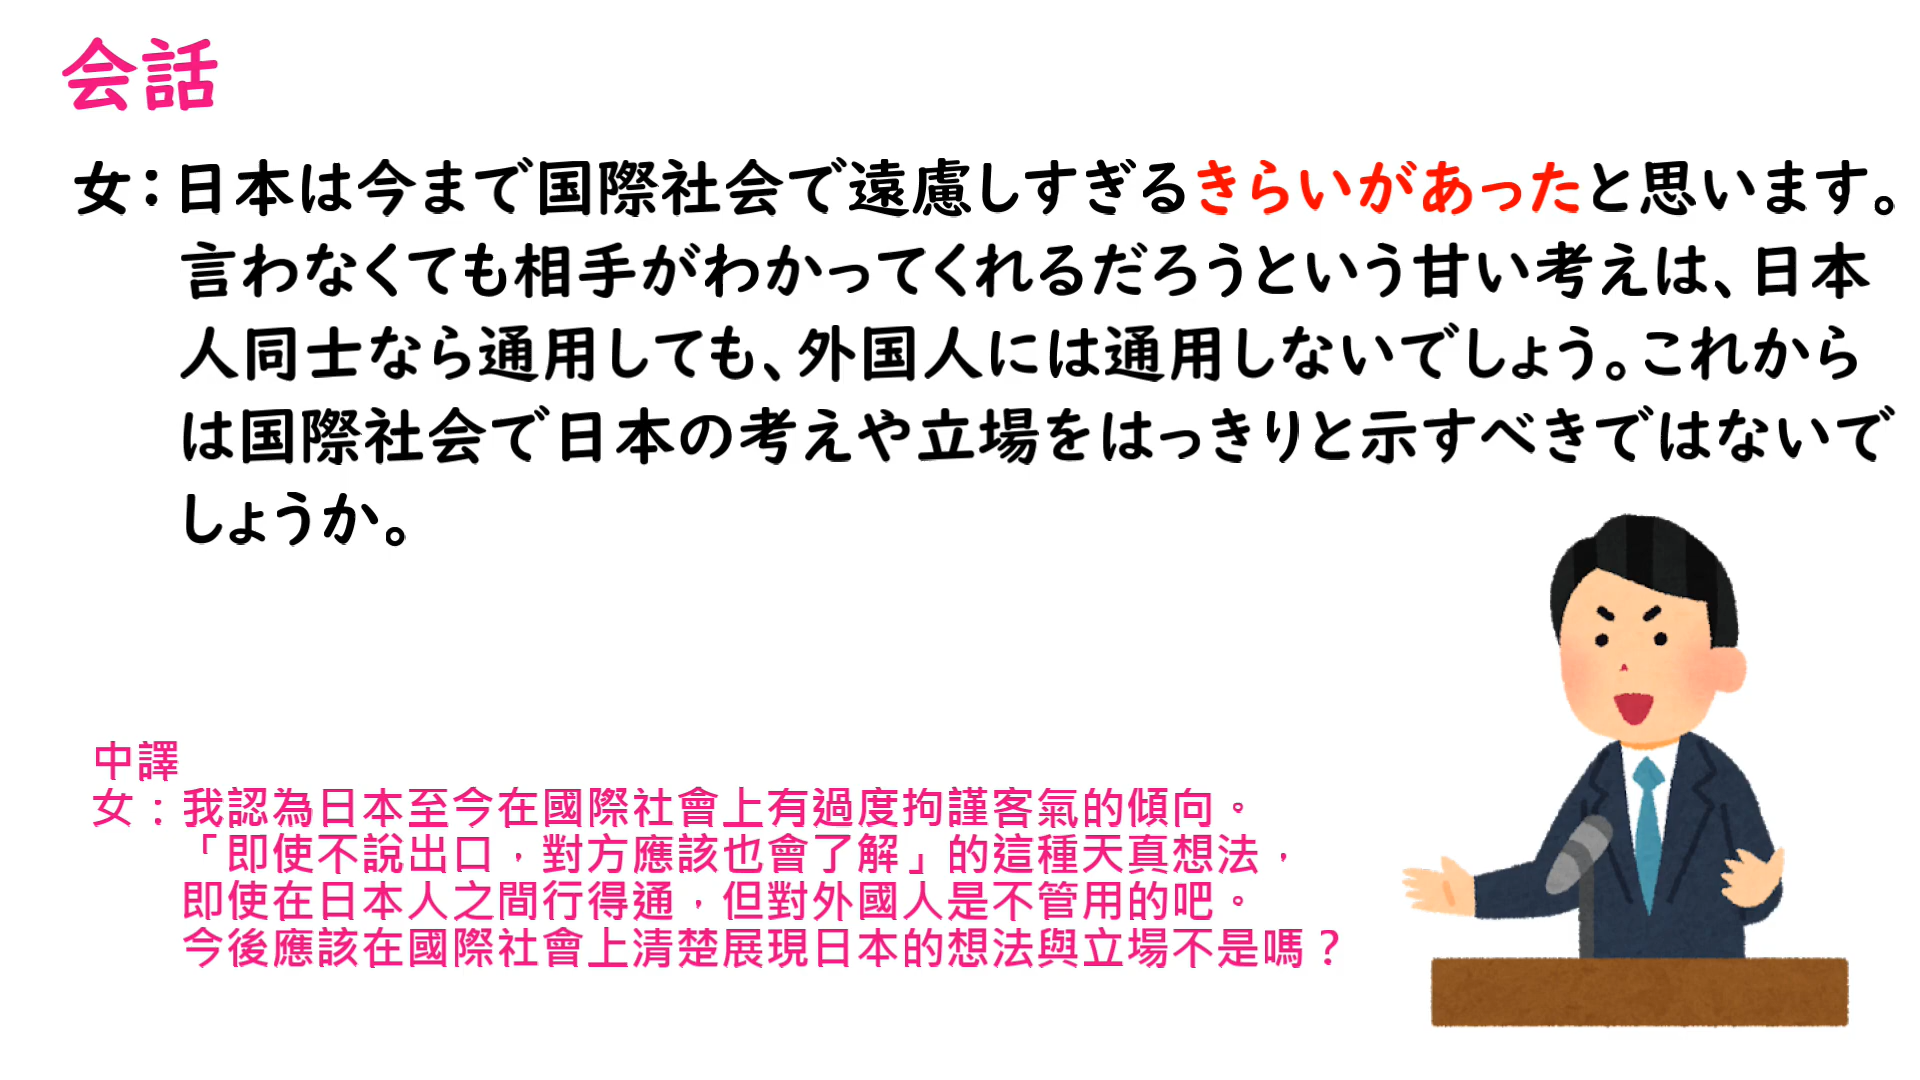 会話
女：日本は今まで国際社会で遠慮しすぎるきらいがあったと思います。
言わなくても相手がわかってくれるだろうという甘い考えは、日本
人同士なら通用しても、外国人には通用しないでしょう。これから
は国際社会で日本の考えや立場をはっきりと示すべきではないで
しょうか。
中譯
女：我認為日本至今在國際社會上有過度拘謹客氣的傾向。
「即使不說出口，對方應該也會了解」的這種天真想法，
即使在日本人之間行得通，但對外國人是不管用的吧。
今後應該在國際社會上清楚展現日本的想法與立場不是嗎？